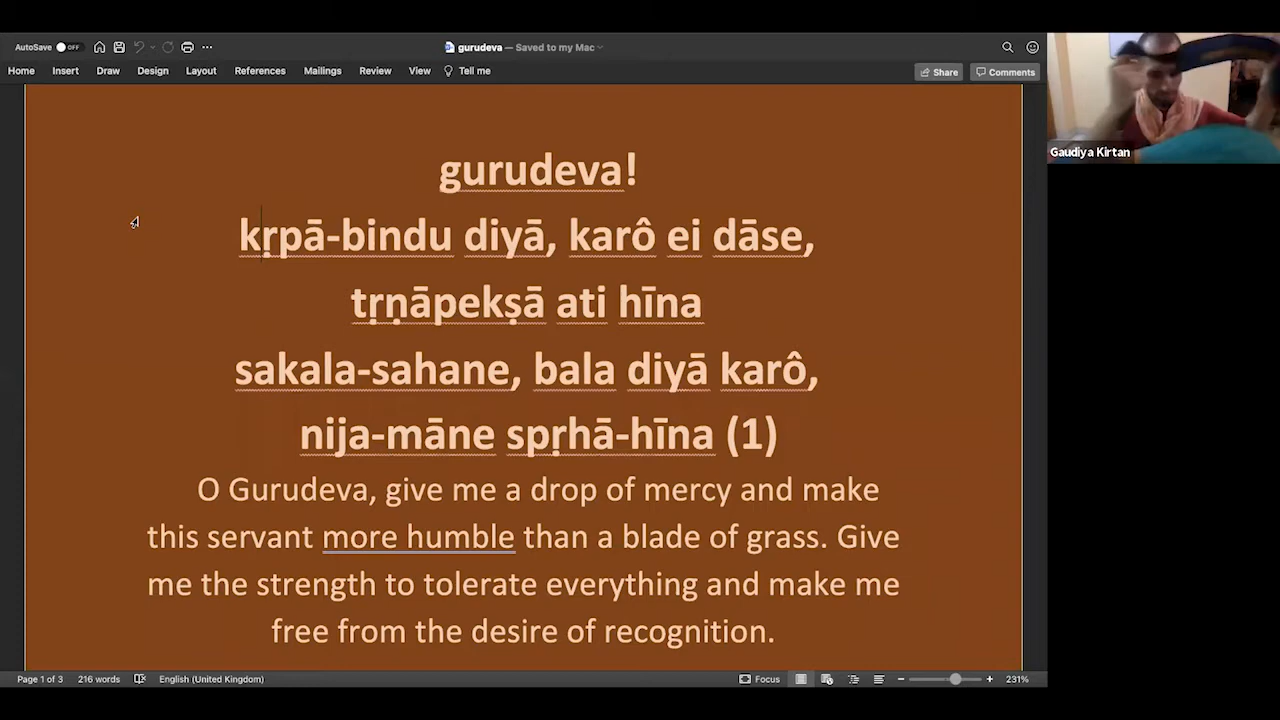 AutoSave OFF
gurudeva — Saved to my Mac
Home Insert Draw Design Layout References Mailings Review View Tell me Share Comments
Gaudiya Kirtan
gurudeva!
kṛpā-bindu diyā, karô ei dāse,
tṛṇāpekṣā ati hīna
sakala-sahane, bala diyā karô,
nija-māne spṛhā-hīna (1)
O Gurudeva, give me a drop of mercy and make
this servant more humble than a blade of grass. Give
me the strength to tolerate everything and make me
free from the desire of recognition.
Page 1 of 3 216 words English (United Kingdom) Focus 231%